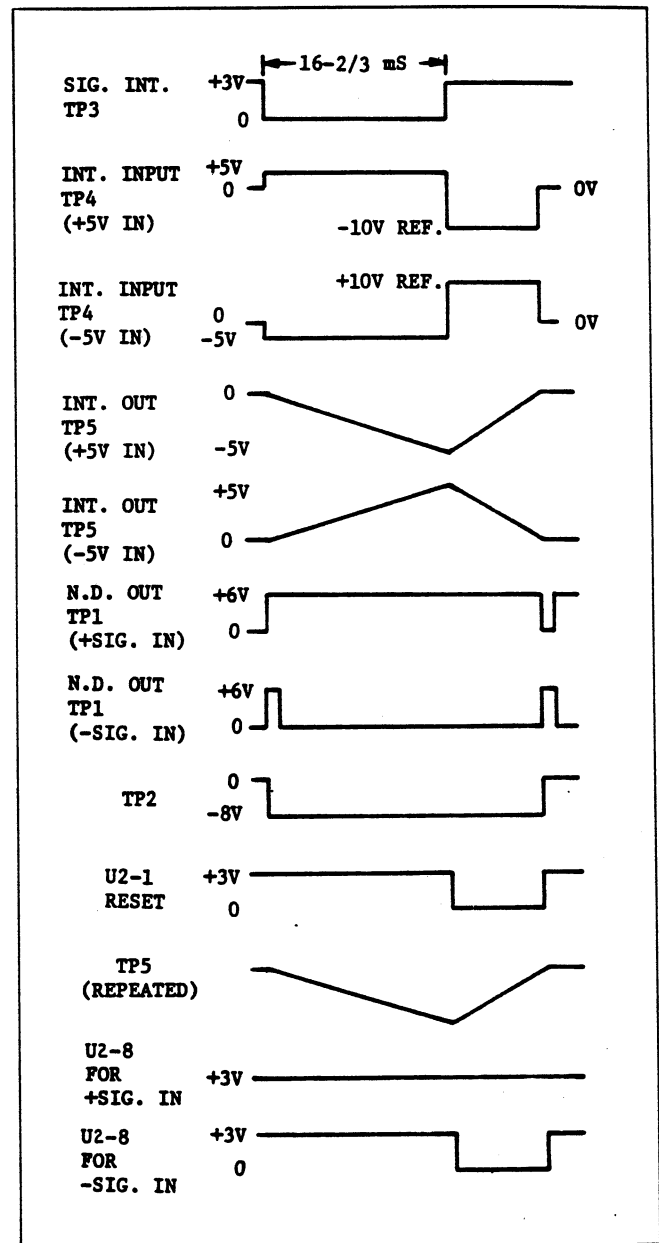 16-2/3 mS
SIG. INT. +3V
TP3
0
INT. INPUT +5V
TP4 0 0V
(+5V IN) -10V REF.
+10V REF.
INT. INPUT
TP4 0 0V
(-5V IN) -5V
0
INT. OUT
TP5
(+5V IN) -5V
+5V
INT. OUT
TP5 0
(-5V IN)
N.D. OUT +6V
TP1
(+SIG. IN) 0
N.D. OUT +6V
TP1
(-SIG. IN) 0
0
TP2
-8V
U2-1 +3V
RESET 0
TP5
(REPEATED)
U2-8
FOR +3V
+SIG. IN
U2-8 +3V
FOR 0
-SIG. IN